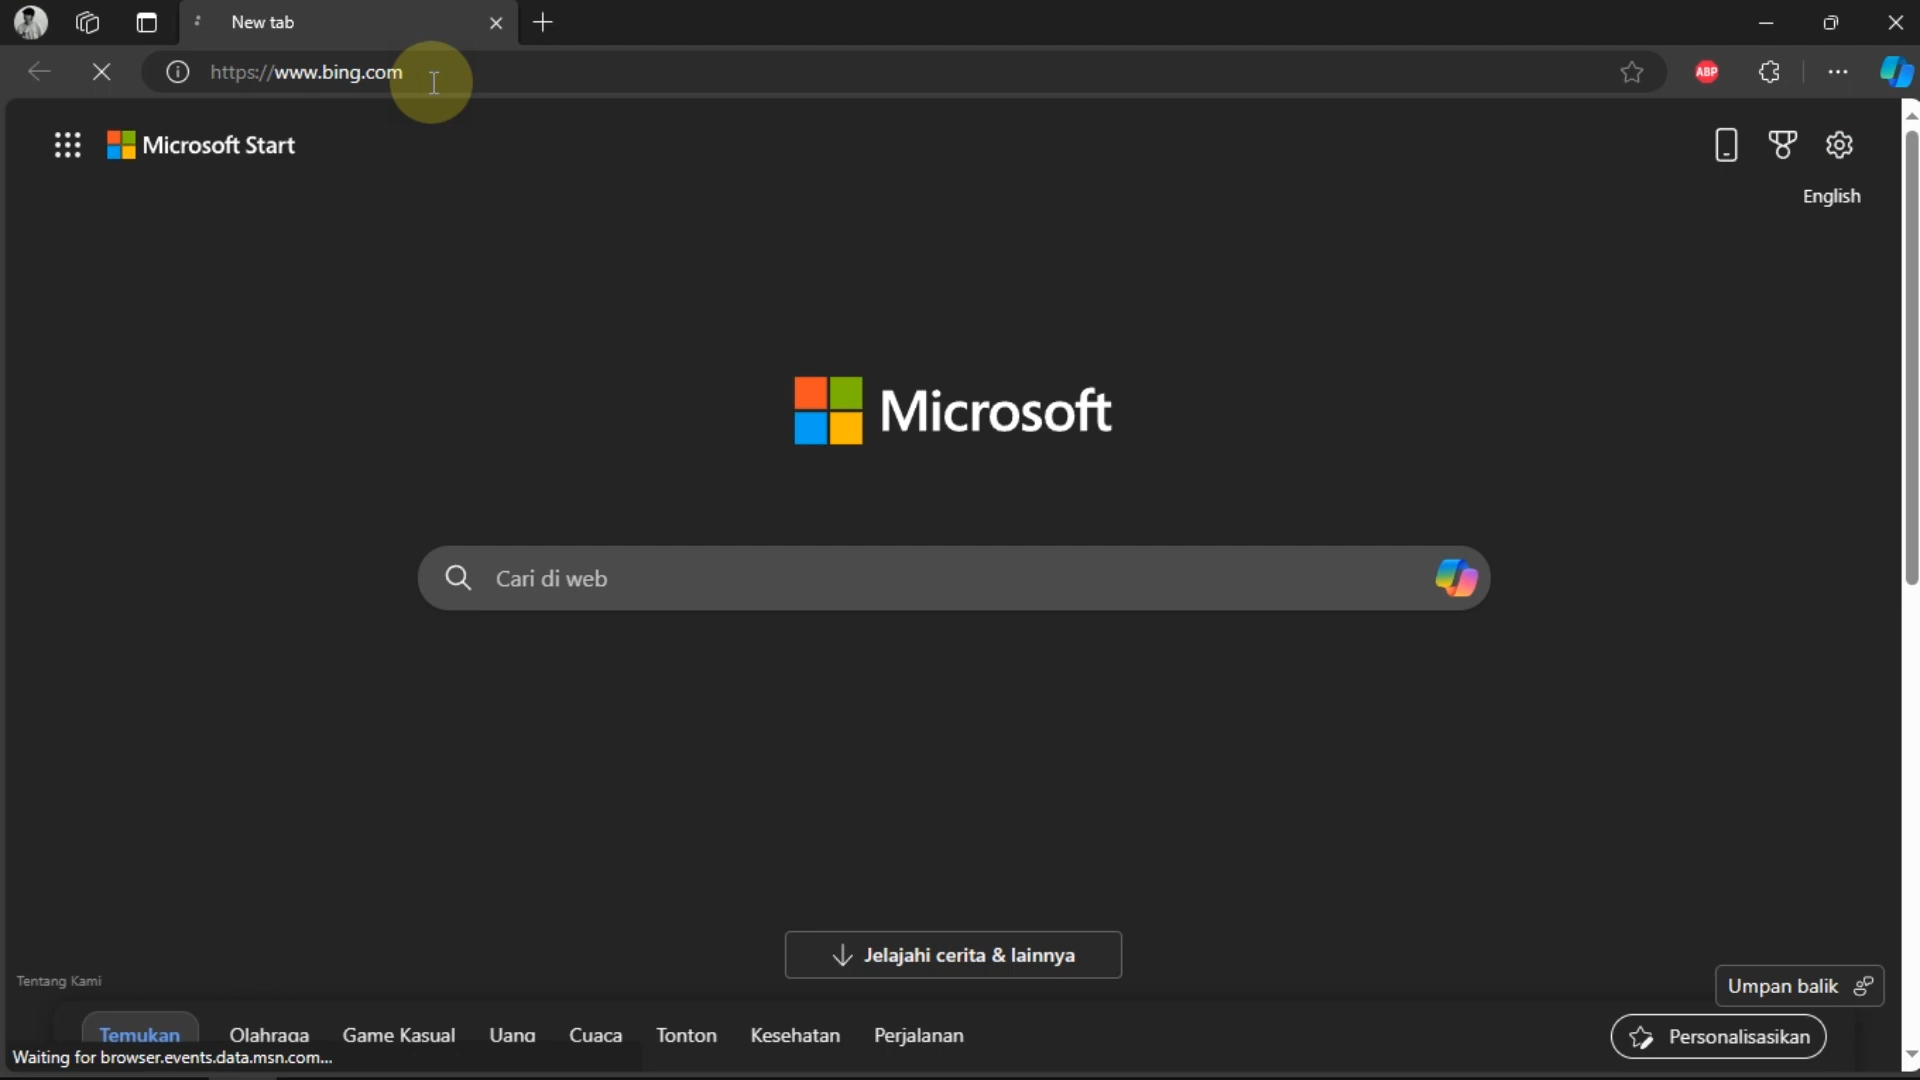 New tab
https://www.bing.com
ABP
Microsoft Start
English
Microsoft
Cari di web
Jelajahi cerita & lainnya
Tentang Kami
Umpan balik
Temukan Olahraga Game Kasual Uang Cuaca Tonton Kesehatan Perjalanan
Personalisasikan
Waiting for browser.events.data.msn.com...